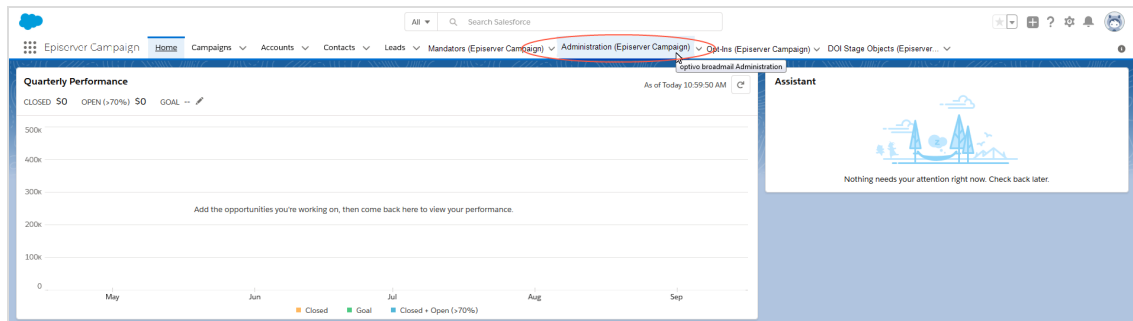 All Search Salesforce
Episerver Campaign Home Campaigns Accounts Contacts Leads Mandators (Episerver Campaign) Administration (Episerver Campaign) Opt-Ins (Episerver Campaign) DOI Stage Objects (Episerver...
optivo broadmail Administration
Quarterly Performance
As of Today 10:59:50 AM
CLOSED $0 OPEN (>70%) $0 GOAL --
500K
400K
300K
200K
100K
0
Add the opportunities you're working on, then come back here to view your performance.
May Jun Jul Aug Sep
Closed Goal Closed + Open (>70%)
Assistant
Nothing needs your attention right now. Check back later.